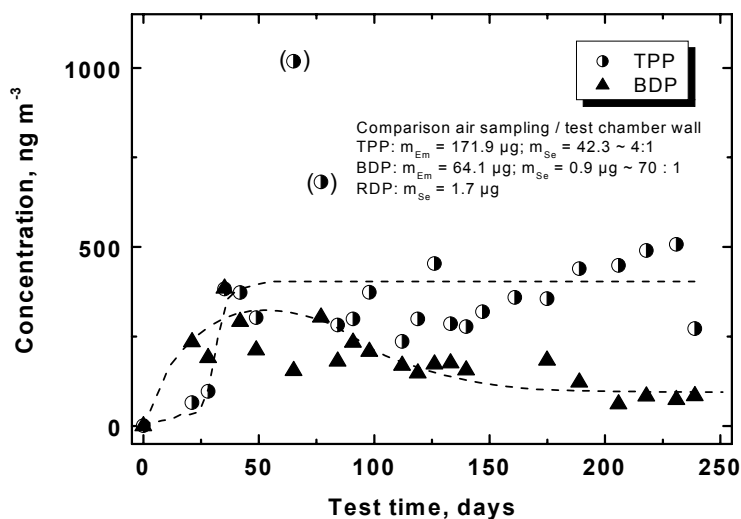 1000
500
0
Concentration, ng m-3
( )
( )
TPP
BDP
Comparison air sampling / test chamber wall
TPP: mEm = 171.9 µg; mSe = 42.3 ~ 4:1
BDP: mEm = 64.1 µg; mSe = 0.9 µg ~ 70 : 1
RDP: mSe = 1.7 µg
0 50 100 150 200 250
Test time, days